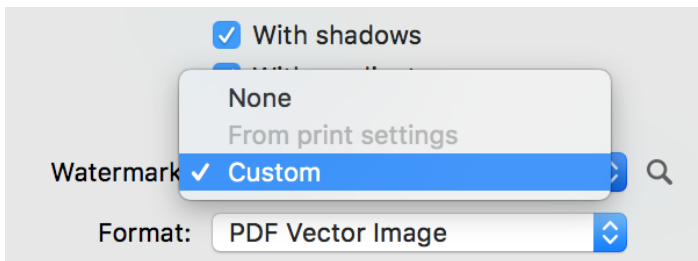 With shadows
None
From print settings
Watermark
Custom
Format:
PDF Vector Image